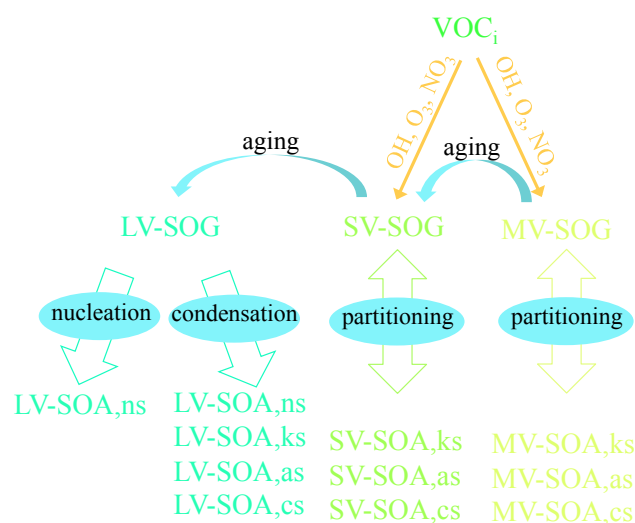 VOCi
OH, O3, NO3
OH, O3, NO3
aging
aging
LV-SOG
SV-SOG
MV-SOG
nucleation
condensation
partitioning
partitioning
LV-SOA,ns
LV-SOA,ns
LV-SOA,ks
LV-SOA,as
LV-SOA,cs
SV-SOA,ks
SV-SOA,as
SV-SOA,cs
MV-SOA,ks
MV-SOA,as
MV-SOA,cs